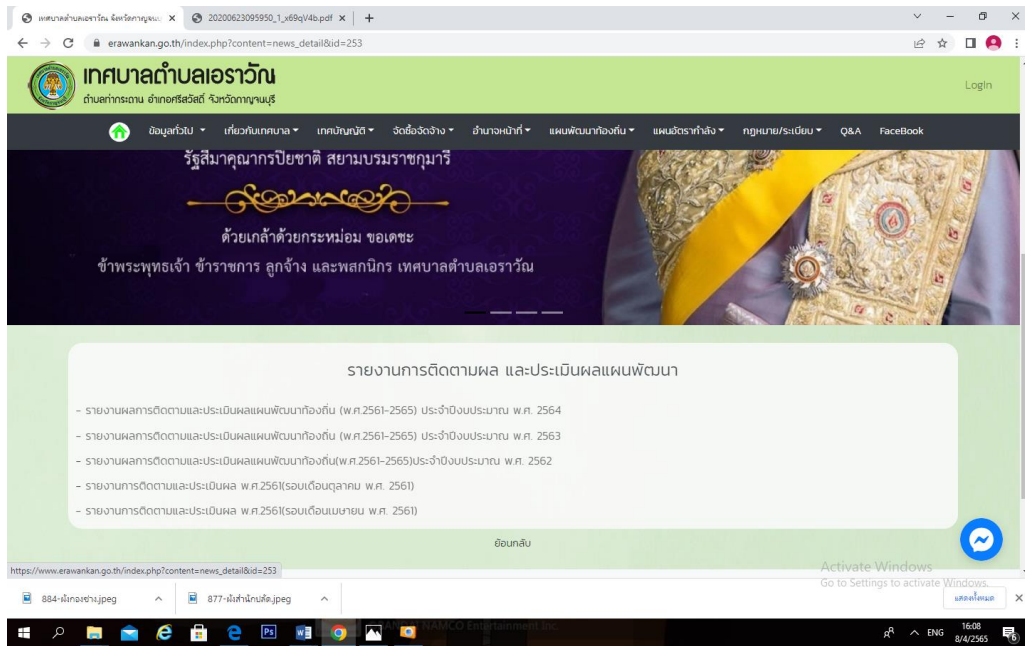 เทศบาลตำบลเอราวัณ จังหวัดกาญจนบุ
20200623095950_1_x69qV4b.pdf
erawankan.go.th/index.php?content=news_detail&id=253
เทศบาลตำบลเอราวัณ
ตำบลท่ากระดาน อำเภอศรีสวัสดิ์ จังหวัดกาญจนบุรี
Login
ข้อมูลทั่วไป เกี่ยวกับเทศบาล เทศบัญญัติ จัดซื้อจัดจ้าง อำนาจหน้าที่ แผนพัฒนาท้องถิ่น แผนอัตรากำลัง กฎหมาย/ระเบียบ Q&A FaceBook
รัฐสีมาคุณากรปิยชาติ สยามบรมราชกุมารี
ด้วยเกล้าด้วยกระหม่อม ขอเดชะ
ข้าพระพุทธเจ้า ข้าราชการ ลูกจ้าง และพสกนิกร เทศบาลตำบลเอราวัณ
รายงานการติดตามผล และประเมินผลแผนพัฒนา
- รายงานผลการติดตามและประเมินผลแผนพัฒนาท้องถิ่น (พ.ศ.2561-2565) ประจำปีงบประมาณ พ.ศ. 2564
- รายงานผลการติดตามและประเมินผลแผนพัฒนาท้องถิ่น (พ.ศ.2561-2565) ประจำปีงบประมาณ พ.ศ. 2563
- รายงานผลการติดตามและประเมินผลแผนพัฒนาท้องถิ่น(พ.ศ.2561-2565)ประจำปีงบประมาณ พ.ศ. 2562
- รายงานการติดตามและประเมินผล พ.ศ.2561(รอบเดือนตุลาคม พ.ศ. 2561)
- รายงานการติดตามและประเมินผล พ.ศ.2561(รอบเดือนเมษายน พ.ศ. 2561)
ย้อนกลับ
https://www.erawankan.go.th/index.php?content=news_detail&id=253
Activate Windows
Go to Settings to activate Windows.
884-ผังกองช่าง.jpeg
877-ผังสำนักปลัด.jpeg
แสดงทั้งหมด
NAMCO Entertainment Inc.
ENG
16:08
8/4/2565
6